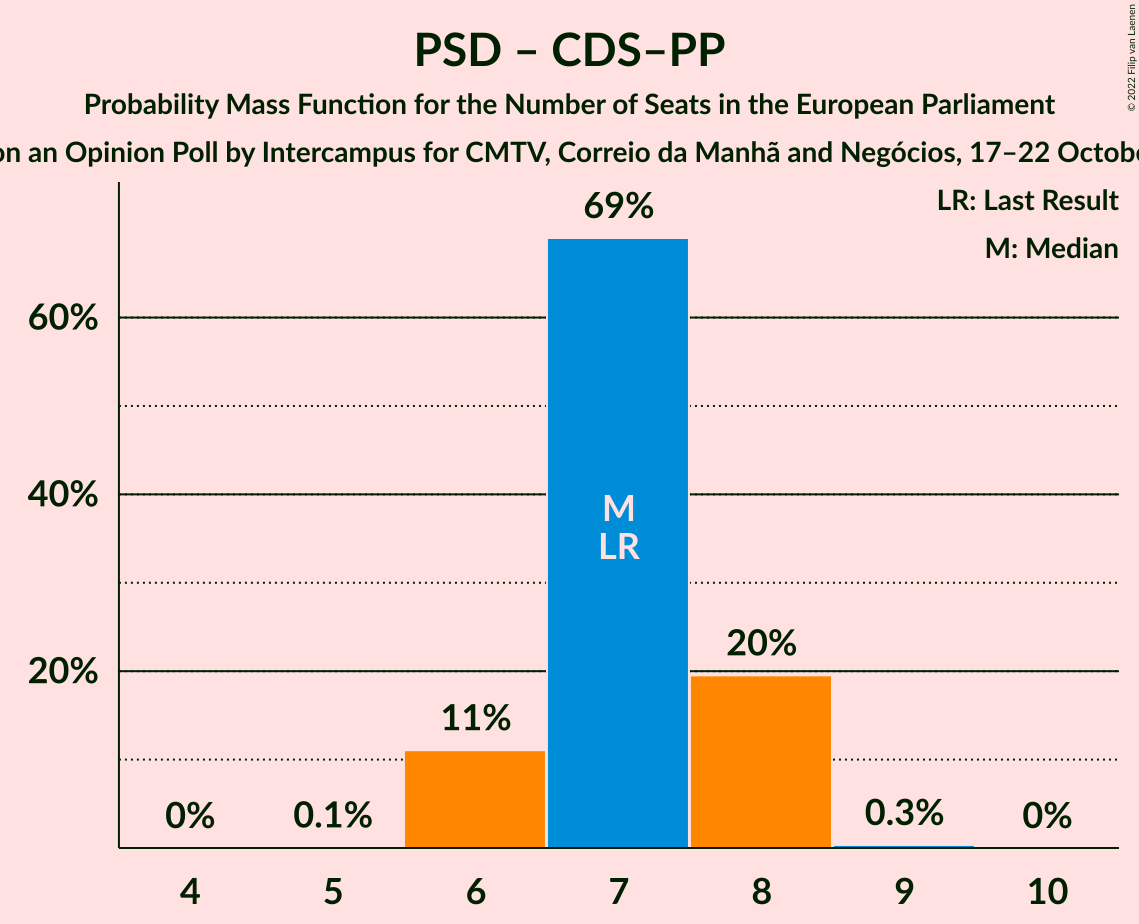 PSD – CDS–PP
Probability Mass Function for the Number of Seats in the European Parliament
on an Opinion Poll by Intercampus for CMTV, Correio da Manhã and Negócios, 17–22
© 2022 Filip van Laenen
LR: Last Result
M: Median
69%
60%
40%
20%
M
LR
20%
11%
0%
0.1%
0.3%
0%
4
5
6
7
8
9
10